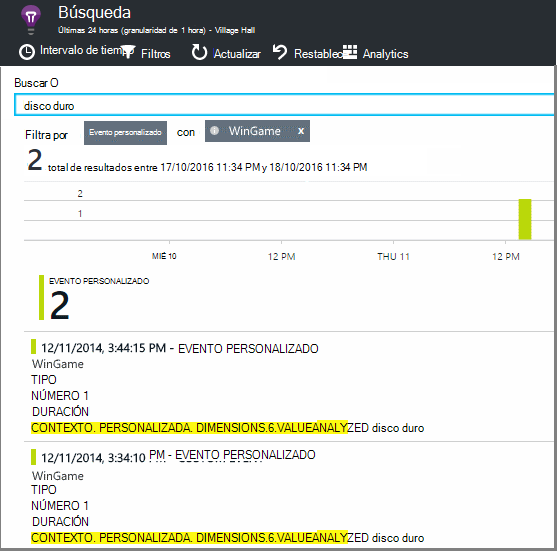 Búsqueda
Últimas 24 horas (granularidad de 1 hora) - Village Hall
Intervalo de tiemp Filtros Actualizar Restablec Analytics
Buscar O
disco duro
Filtra por Evento personalizado con WinGame x
2 total de resultados entre 17/10/2016 11:34 PM y 18/10/2016 11:34 PM
2
1
MIÉ 10 12 PM THU 11 12 PM
EVENTO PERSONALIZADO
2
12/11/2014, 3:44:15 PM - EVENTO PERSONALIZADO
WinGame
TIPO
NÚMERO 1
DURACIÓN
CONTEXTO. PERSONALIZADA. DIMENSIONS.6.VALUEANALYZED disco duro
12/11/2014, 3:34:10 PM - EVENTO PERSONALIZADO
WinGame
TIPO
NÚMERO 1
DURACIÓN
CONTEXTO. PERSONALIZADA. DIMENSIONS.6.VALUEANALYZED disco duro